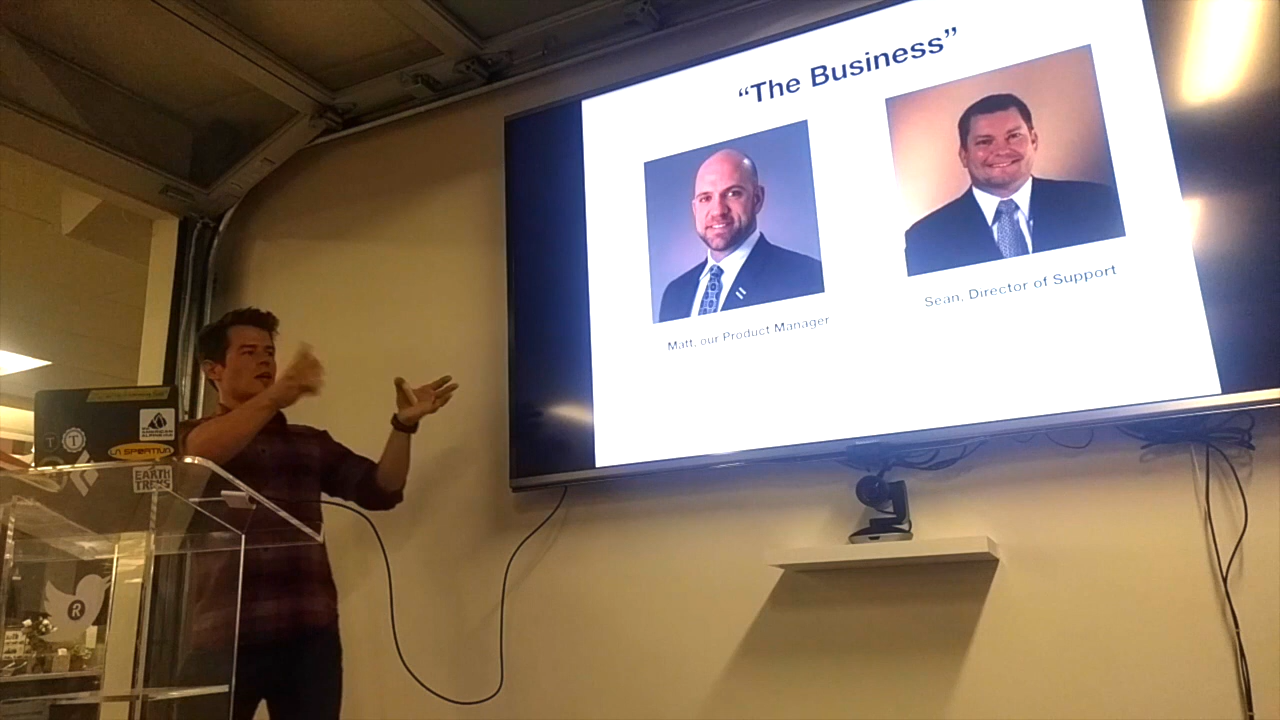 “The Business”
Matt, our Product Manager
Sean, Director of Support
LA SPORTIVA
EARTH
TREKS
T
T
R